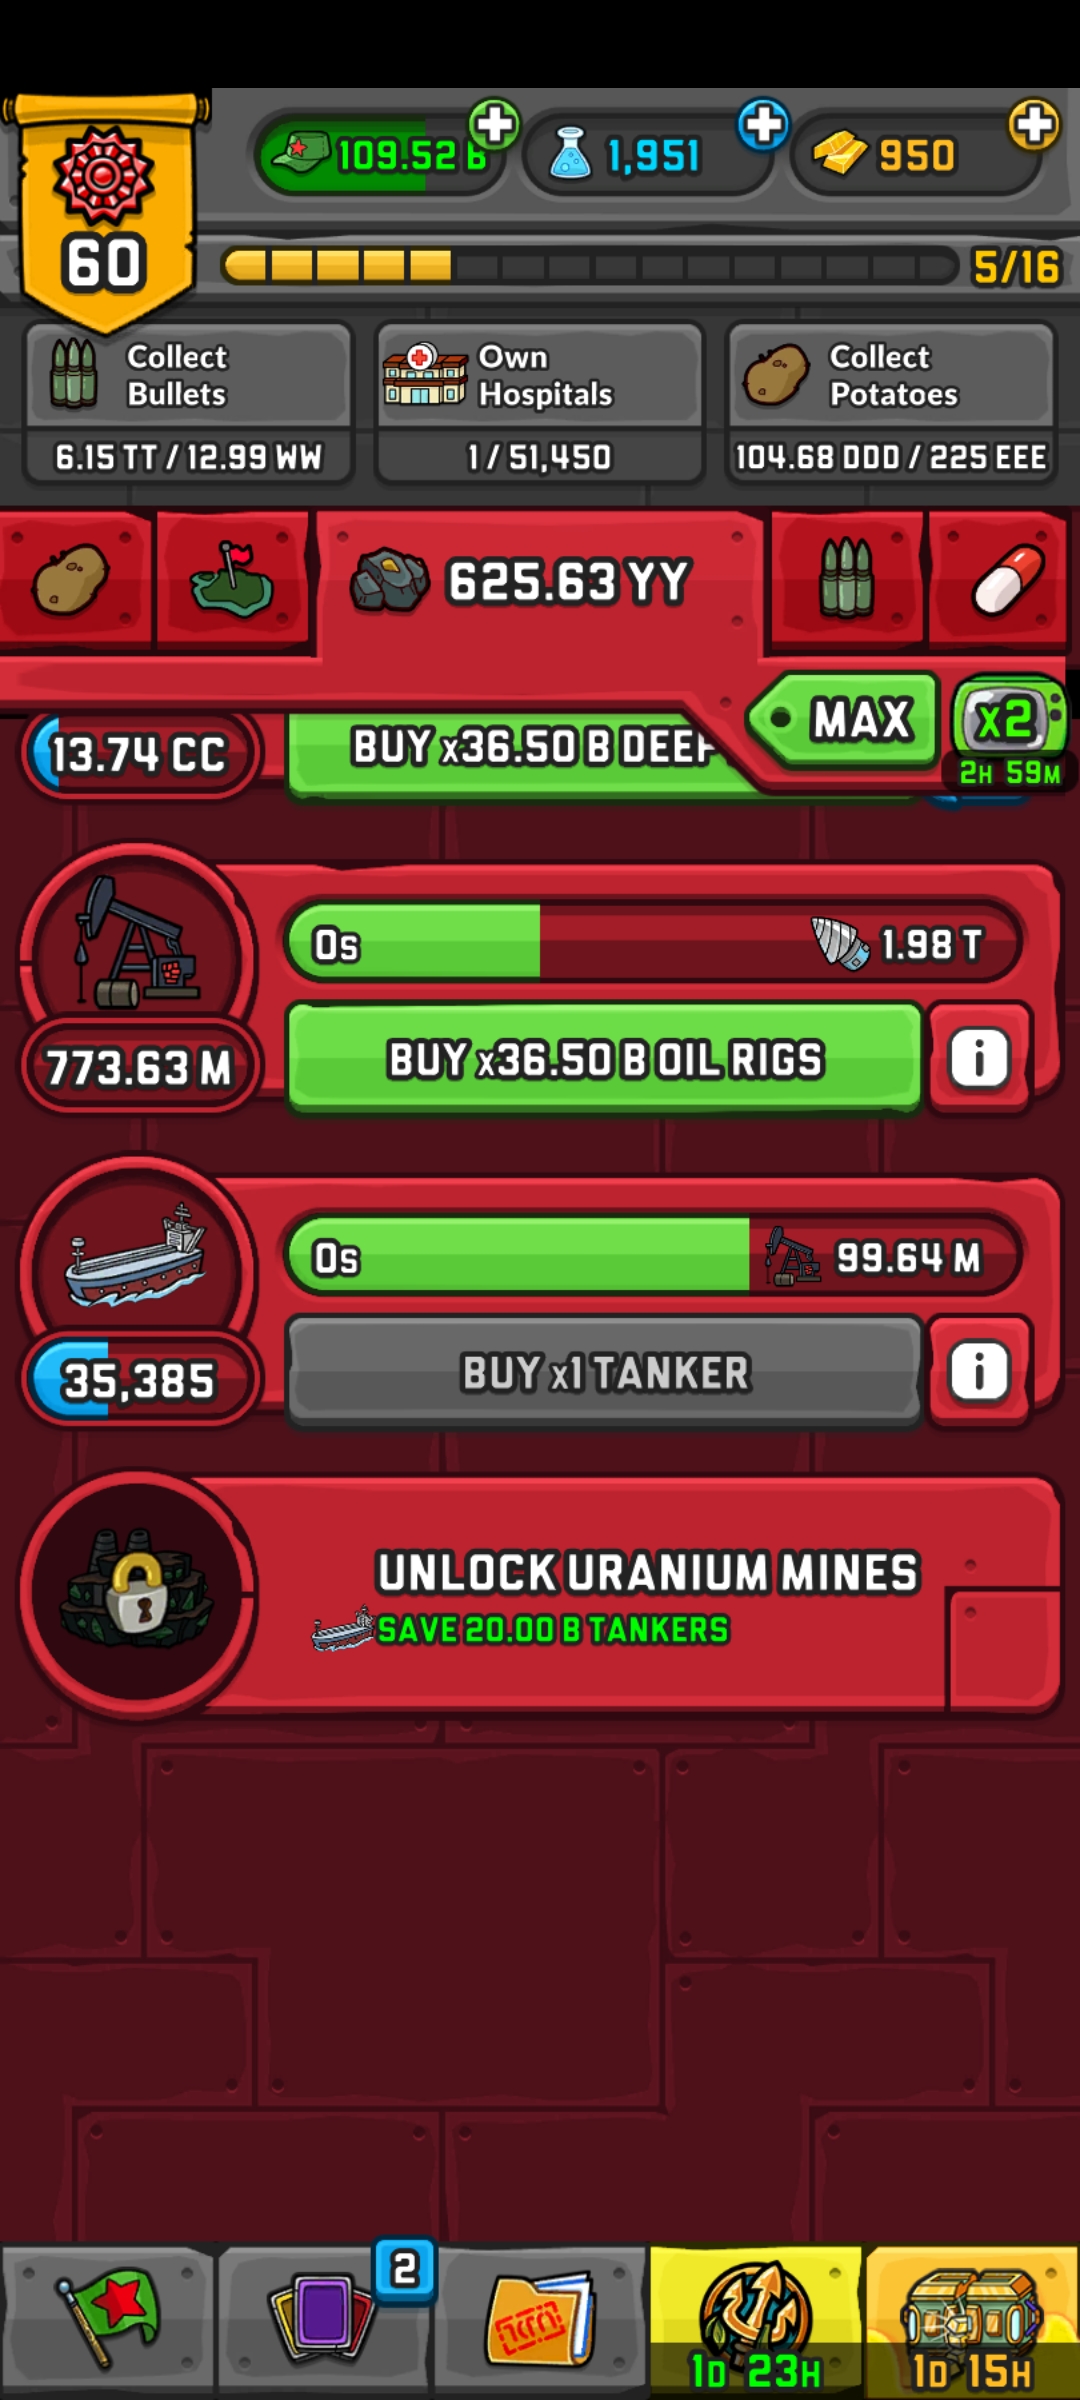 60
109.52 B
1,951
950
5/16
Collect
Bullets
6.15 TT / 12.99 WW
Own
Hospitals
1 / 51,450
Collect
Potatoes
104.68 DDD / 225 EEE
625.63 YY
MAX
x2
2H 59M
13.74 CC
BUY x36.50 B DEEP
0s
1.98 T
773.63 M
BUY x36.50 B OIL RIGS
i
0s
99.64 M
35,385
BUY x1 TANKER
i
UNLOCK URANIUM MINES
SAVE 20.00 B TANKERS
2
1D 23H
1D 15H